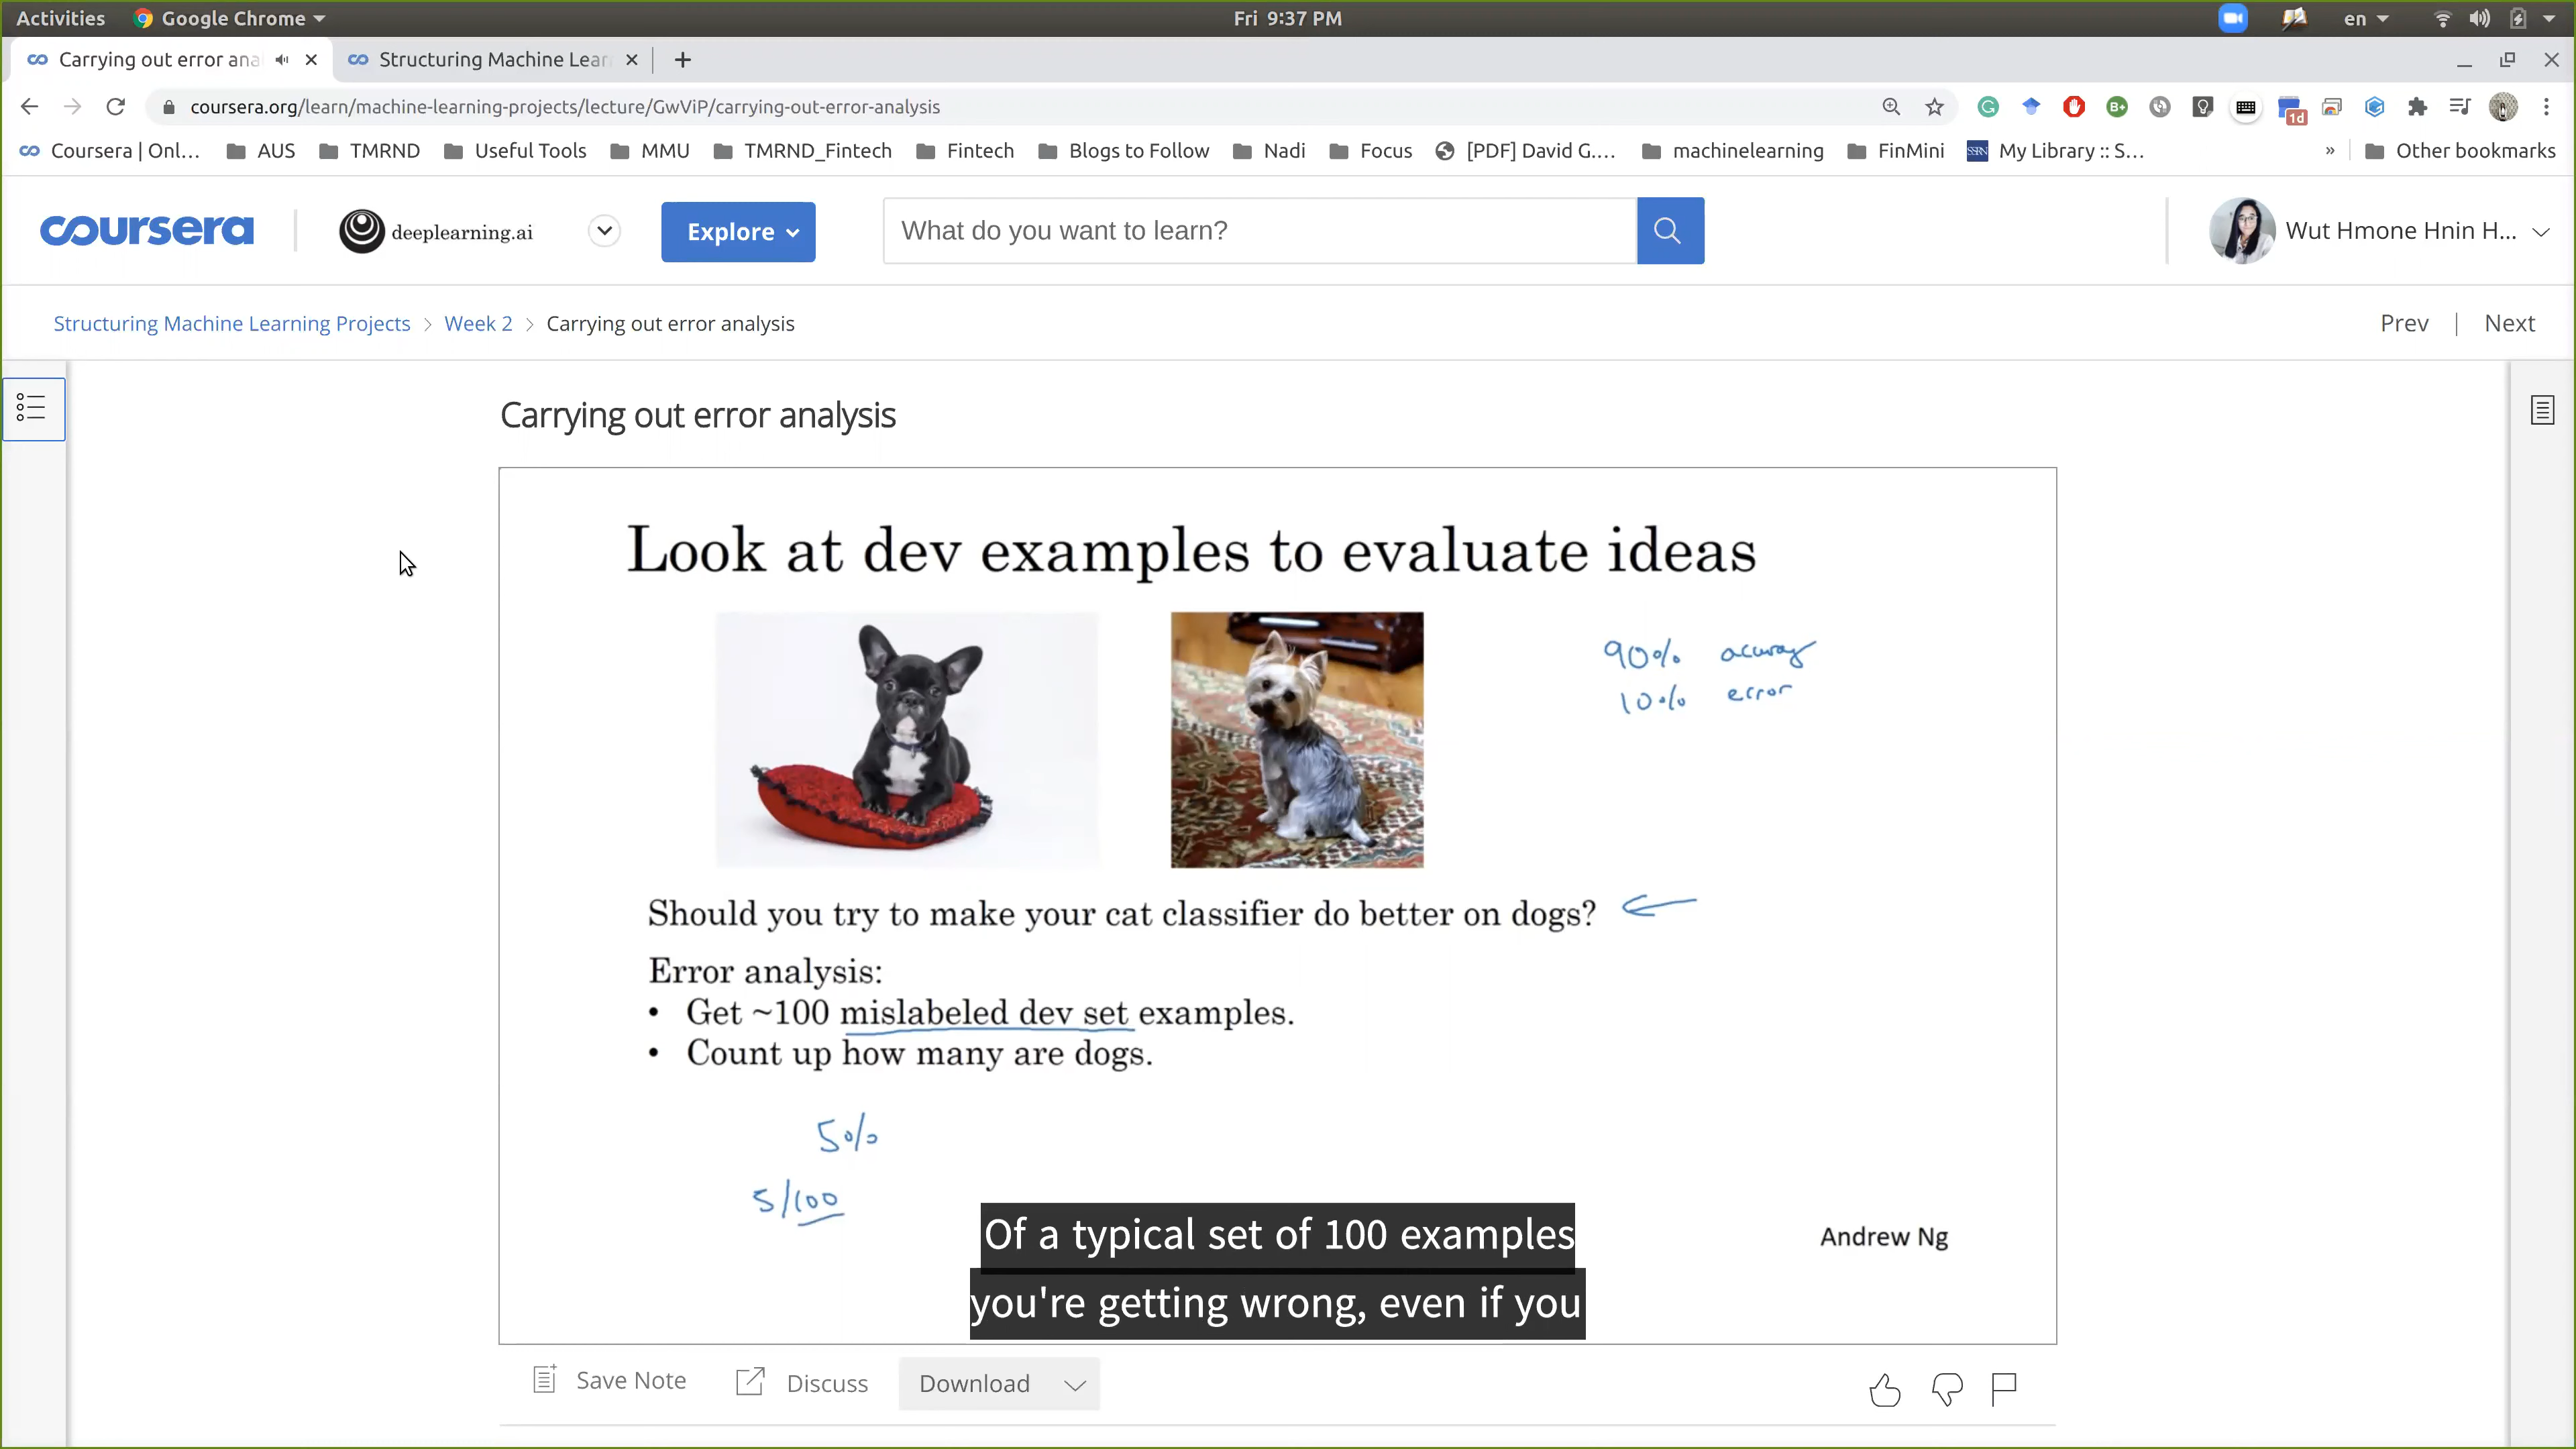 Activities Google Chrome Fri 9:37 PM en
Carrying out error ana Structuring Machine Lear
coursera.org/learn/machine-learning-projects/lecture/GwViP/carrying-out-error-analysis
1d
Coursera | Onl... AUS TMRND Useful Tools MMU TMRND_Fintech Fintech Blogs to Follow Nadi Focus [PDF] David G.... machinelearning FinMini SSRN My Library :: S... » Other bookmarks
coursera deeplearning.ai Explore What do you want to learn? Wut Hmone Hnin H...
Structuring Machine Learning Projects > Week 2 > Carrying out error analysis Prev | Next
Carrying out error analysis
Look at dev examples to evaluate ideas
90% accuracy
10% error
Should you try to make your cat classifier do better on dogs?
Error analysis:
• Get ~100 mislabeled dev set examples.
• Count up how many are dogs.
5%
5/100
Of a typical set of 100 examples
you're getting wrong, even if you
Andrew Ng
Save Note Discuss Download